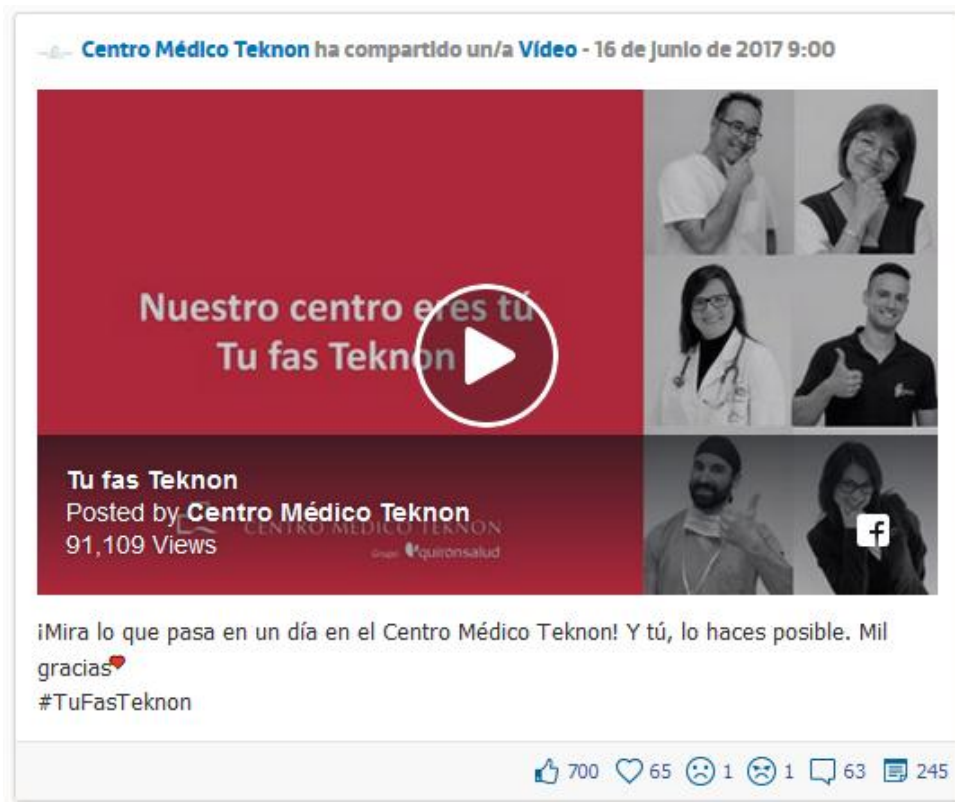 Centro Médico Teknon ha compartido un/a Vídeo - 16 de junio de 2017 9:00
Nuestro centro eres tú
Tu fas Teknon
Tu fas Teknon
Posted by Centro Médico Teknon
CENTRO MÉDICO TEKNON
91,109 Views
Grupo quironsalud
¡Mira lo que pasa en un día en el Centro Médico Teknon! Y tú, lo haces posible. Mil
gracias
#TuFasTeknon
700 65 1 1 63 245